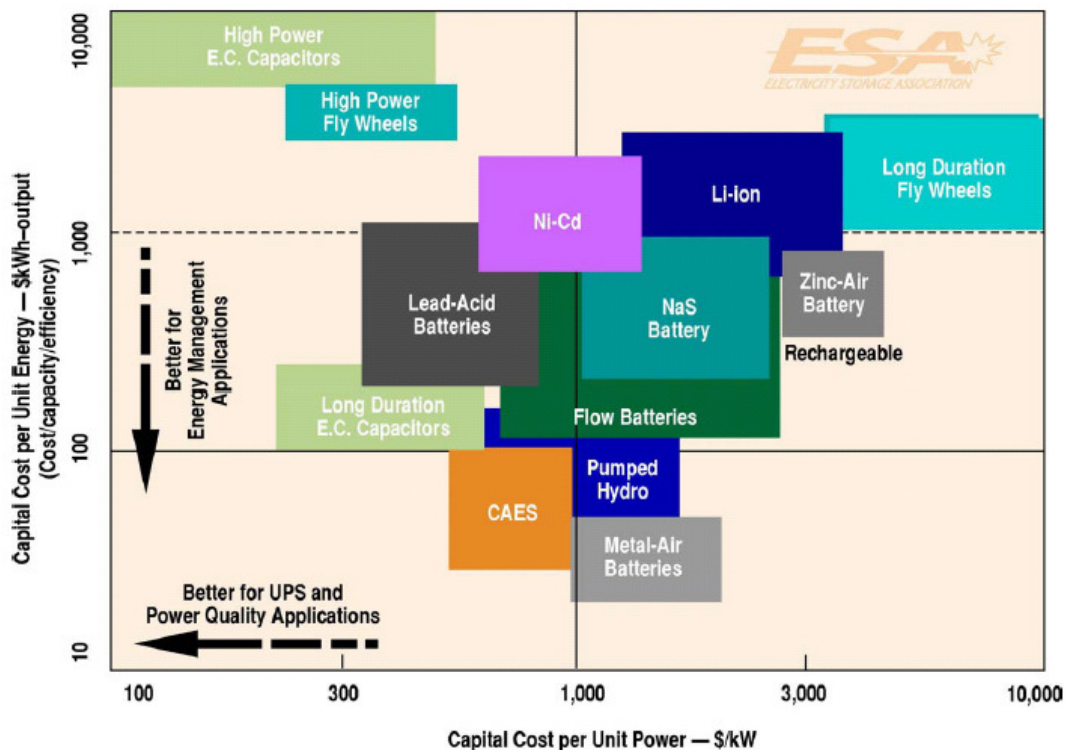 10,000
1,000
100
10
Capital Cost per Unit Energy — $kWh–output
(Cost/capacity/efficiency)
High Power
E.C. Capacitors
High Power
Fly Wheels
ESA
ELECTRICITY STORAGE ASSOCIATION
Long Duration
Fly Wheels
Li-ion
Ni-Cd
Lead-Acid
Batteries
NaS
Battery
Zinc-Air
Battery
Rechargeable
Better for
Energy Management
Applications
Long Duration
E.C. Capacitors
Flow Batteries
Pumped
Hydro
CAES
Metal-Air
Batteries
Better for UPS and
Power Quality Applications
100
300
1,000
3,000
10,000
Capital Cost per Unit Power — $/kW